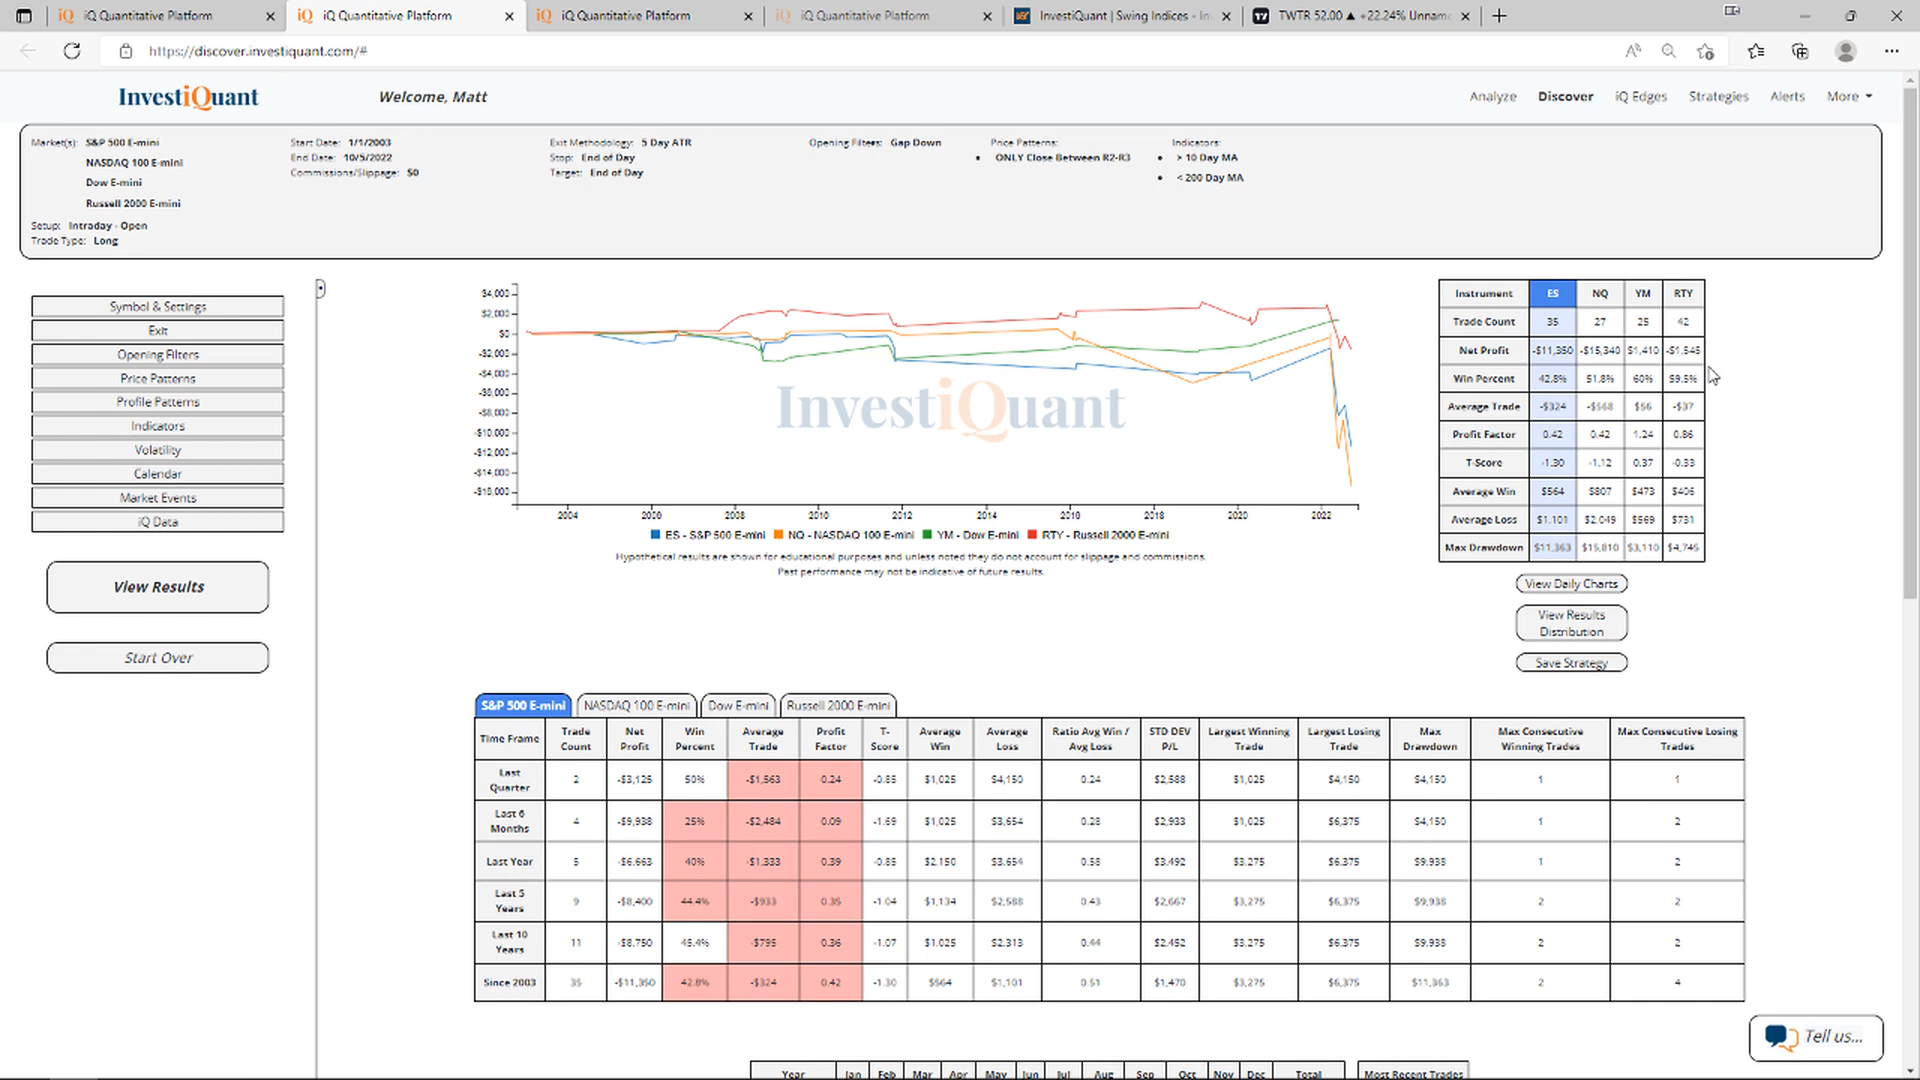 iQ Quantitative Platform
iQ Quantitative Platform
iQ Quantitative Platform
iQ Quantitative Platform
InvestiQuant | Swing Indices - In
TWTR 52.00 ▲ +22.24% Unnam
https://discover.investiquant.com/#
InvestiQuant
Welcome, Matt
Analyze
Discover
iQ Edges
Strategies
Alerts
More
Market(s): S&P 500 E-mini
NASDAQ 100 E-mini
Dow E-mini
Russell 2000 E-mini
Setup: Intraday - Open
Trade Type: Long
Start Date: 1/1/2003
End Date: 10/5/2022
Commissions/Slippage: $0
Exit Methodology: 5 Day ATR
Stop: End of Day
Target: End of Day
Opening Filters: Gap Down
Price Patterns:
• ONLY Close Between R2-R3
Indicators:
• > 10 Day MA
• < 200 Day MA
Symbol & Settings
Exit
Opening Filters
Price Patterns
Profile Patterns
Indicators
Volatility
Calendar
Market Events
iQ Data
View Results
Start Over
$4,000
$2,000
$0
-$2,000
-$4,000
-$6,000
-$8,000
-$10,000
-$12,000
-$14,000
-$16,000
InvestiQuant
2004 2006 2008 2010 2012 2014 2016 2018 2020 2022
ES - S&P 500 E-mini NQ - NASDAQ 100 E-mini YM - Dow E-mini RTY - Russell 2000 E-mini
Hypothetical results are shown for educational purposes and unless noted they do not account for slippage and commissions.
Past performance may not be indicative of future results.
Instrument ES NQ YM RTY
Trade Count 35 27 25 42
Net Profit -$11,350 -$15,340 $1,410 -$1,545
Win Percent 42.8% 51.8% 60% 59.5%
Average Trade -$324 -$568 $56 -$37
Profit Factor 0.42 0.42 1.24 0.86
T-Score -1.30 -1.12 0.37 -0.33
Average Win $564 $807 $473 $406
Average Loss $1,101 $2,049 $569 $731
Max Drawdown $11,363 $15,810 $3,110 $4,745
View Daily Charts
View Results
Distribution
Save Strategy
S&P 500 E-mini NASDAQ 100 E-mini Dow E-mini Russell 2000 E-mini
Time Frame Trade Count Net Profit Win Percent Average Trade Profit Factor T-Score Average Win Average Loss Ratio Avg Win / Avg Loss STD DEV P/L Largest Winning Trade Largest Losing Trade Max Drawdown Max Consecutive Winning Trades Max Consecutive Losing Trades
Last Quarter 2 -$3,125 50% -$1,563 0.24 -0.85 $1,025 $4,150 0.24 $2,588 $1,025 $4,150 $4,150 1 1
Last 6 Months 4 -$9,938 25% -$2,484 0.09 -1.69 $1,025 $3,654 0.28 $2,933 $1,025 $6,375 $4,150 1 2
Last Year 5 -$6,663 40% -$1,333 0.39 -0.85 $2,150 $3,654 0.58 $3,492 $3,275 $6,375 $9,938 1 2
Last 5 Years 9 -$8,400 44.4% -$933 0.35 -1.04 $1,134 $2,588 0.43 $2,667 $3,275 $6,375 $9,938 2 2
Last 10 Years 11 -$8,750 45.4% -$795 0.36 -1.07 $1,025 $2,313 0.44 $2,452 $3,275 $6,375 $9,938 2 2
Since 2003 35 -$11,350 42.8% -$324 0.42 -1.30 $564 $1,101 0.51 $1,470 $3,275 $6,375 $11,363 2 4
Tell us...
Year Jan Feb Mar Apr May Jun Jul Aug Sep Oct Nov Dec Total
Most Recent Trades